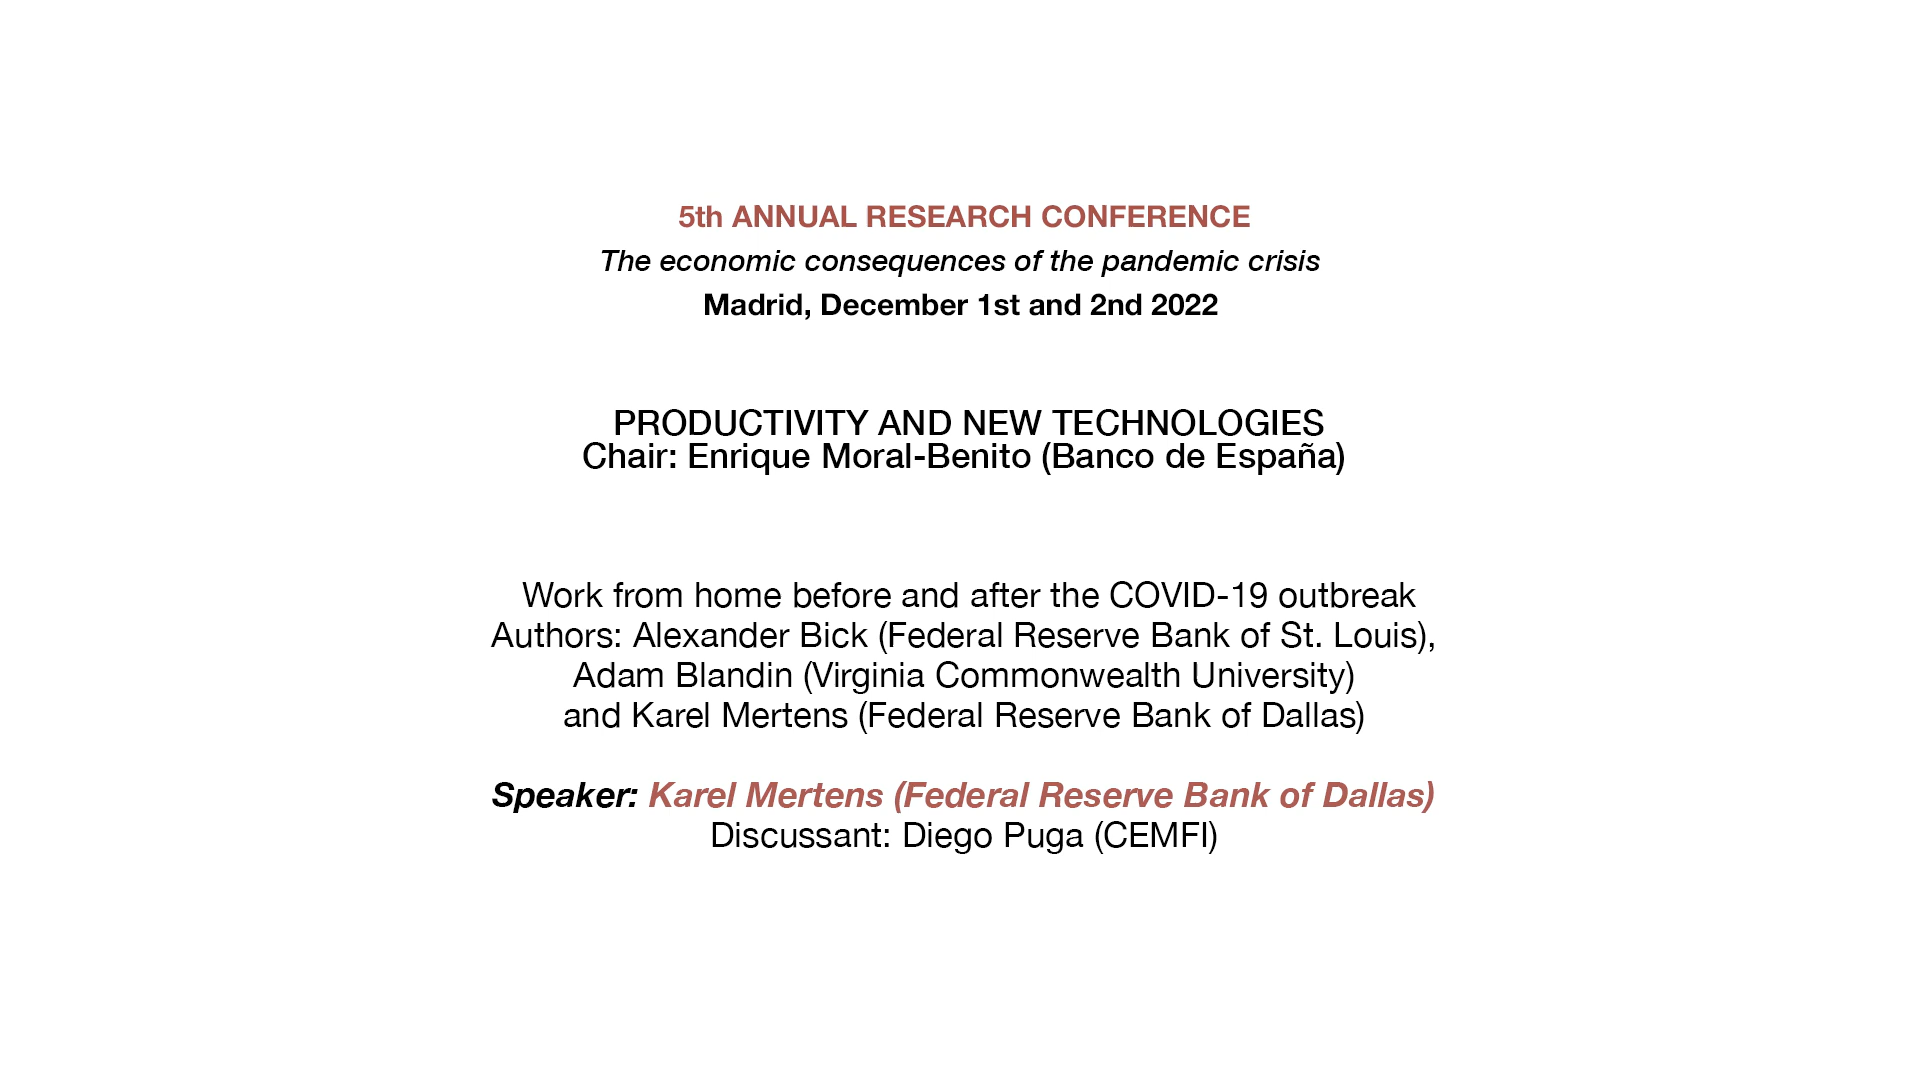 5th ANNUAL RESEARCH CONFERENCE
The economic consequences of the pandemic crisis
Madrid, December 1st and 2nd 2022
PRODUCTIVITY AND NEW TECHNOLOGIES
Chair: Enrique Moral-Benito (Banco de España)
Work from home before and after the COVID-19 outbreak
Authors: Alexander Bick (Federal Reserve Bank of St. Louis),
Adam Blandin (Virginia Commonwealth University)
and Karel Mertens (Federal Reserve Bank of Dallas)
Speaker: Karel Mertens (Federal Reserve Bank of Dallas)
Discussant: Diego Puga (CEMFI)